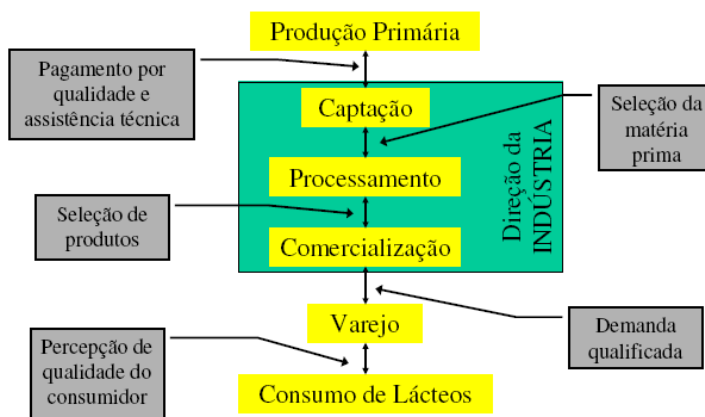 Produção Primária
Pagamento por
qualidade e
assistência técnica
Captação
Seleção da
matéria
prima
Processamento
Direção da
INDÚSTRIA
Seleção de
produtos
Comercialização
Varejo
Demanda
qualificada
Percepção de
qualidade do
consumidor
Consumo de Lácteos